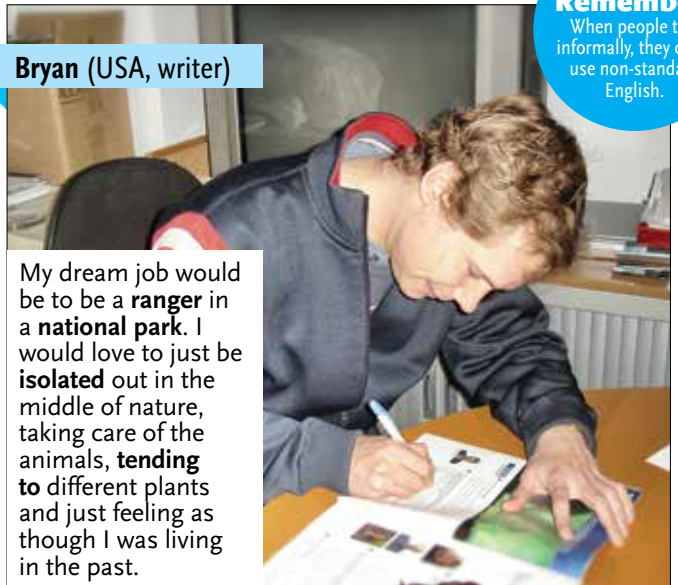 Bryan (USA, writer)
When people
informally, they
use
English.
My dream job would
be to be a ranger in
a national park. I
would love to just be
isolated out in the
middle of nature,
taking care of the
animals, tending
to different plants
and just feeling as
though I was living
in the past.